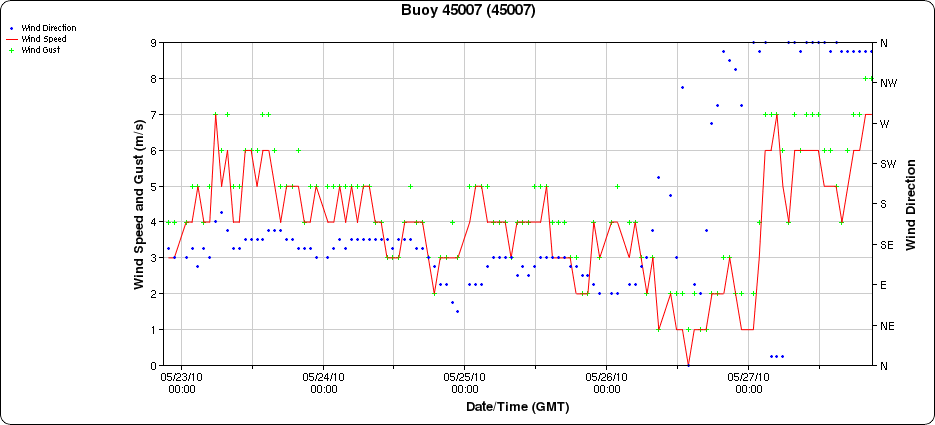 Buoy 45007 (45007)
Wind Direction
Wind Speed
Wind Gust
Wind Speed and Gust (m/s)
9
8
7
6
5
4
3
2
1
0
N
NW
W
SW
S
SE
E
NE
N
Wind Direction
05/23/10 05/24/10 05/25/10 05/26/10 05/27/10
00:00 00:00 00:00 00:00 00:00
Date/Time (GMT)